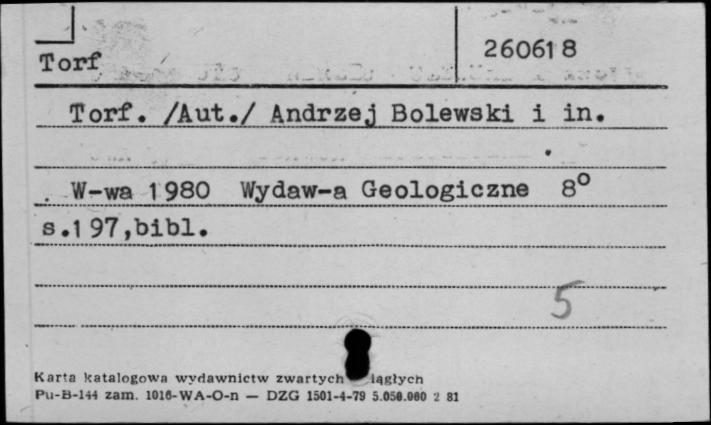 Torf 260618
Torf. /Aut./ Andrzej Bolewski i in.
W-wa 1980 Wydaw-a Geologiczne 8°
s.197,bibl.
5
Karta katalogowa wydawnictw zwartych iągłych
Pu-B-144 zam. 1016-WA-O-n — DZG 1501-4-79 5.050.000 2 81